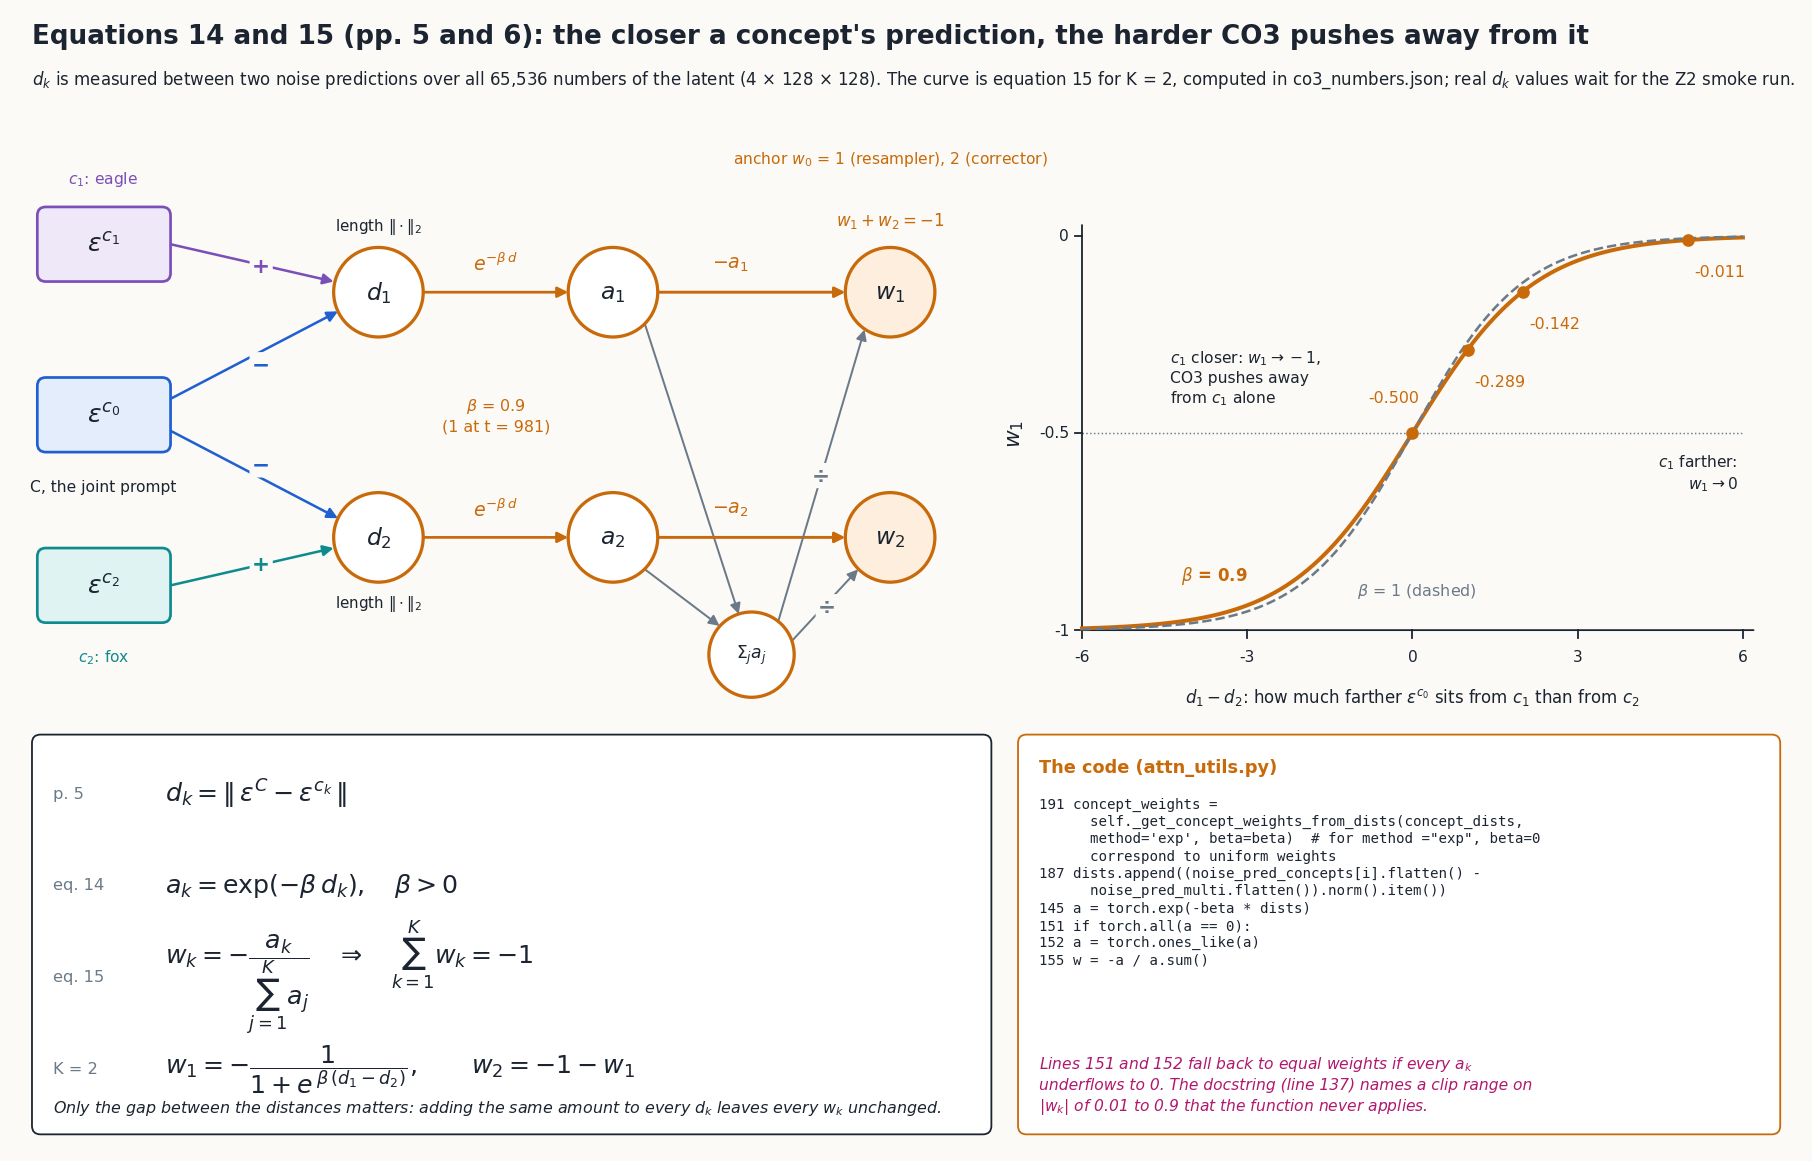 Equations 14 and 15 (pp. 5 and 6): the closer a concept's prediction, the harder CO3 pushes away from it
d_k is measured between two noise predictions over all 65,536 numbers of the latent (4 × 128 × 128). The curve is equation 15 for K = 2, computed in co3_numbers.json; real d_k values wait for the Z2 smoke run.
anchor w_0 = 1 (resampler), 2 (corrector)
c_1: eagle
ε^{c_1}
+
length ‖·‖_2
d_1
e^{−β d}
a_1
−a_1
w_1 + w_2 = −1
w_1
−
ε^{c_0}
C, the joint prompt
β = 0.9
(1 at t = 981)
−
÷
ε^{c_2}
+
c_2: fox
d_2
length ‖·‖_2
e^{−β d}
a_2
−a_2
w_2
÷
Σ_j a_j
w_1
0
-0.5
-1
-6
-3
0
3
6
-0.011
-0.142
-0.289
-0.500
c_1 closer: w_1 → −1,
CO3 pushes away
from c_1 alone
c_1 farther:
w_1 → 0
β = 0.9
β = 1 (dashed)
d_1 − d_2: how much farther ε^{c_0} sits from c_1 than from c_2
p. 5 d_k = ‖ ε^C − ε^{c_k} ‖
eq. 14 a_k = exp(−β d_k), β > 0
eq. 15 w_k = − a_k / ∑_{j=1}^{K} a_j ⇒ ∑_{k=1}^{K} w_k = −1
K = 2 w_1 = − 1 / (1 + e^{β (d_1 − d_2)}), w_2 = −1 − w_1
Only the gap between the distances matters: adding the same amount to every d_k leaves every w_k unchanged.
The code (attn_utils.py)
191 concept_weights =
self._get_concept_weights_from_dists(concept_dists,
method='exp', beta=beta)  # for method ="exp", beta=0
correspond to uniform weights
187 dists.append((noise_pred_concepts[i].flatten() -
noise_pred_multi.flatten()).norm().item())
145 a = torch.exp(-beta * dists)
151 if torch.all(a == 0):
152 a = torch.ones_like(a)
155 w = -a / a.sum()
Lines 151 and 152 fall back to equal weights if every a_k
underflows to 0. The docstring (line 137) names a clip range on
|w_k| of 0.01 to 0.9 that the function never applies.